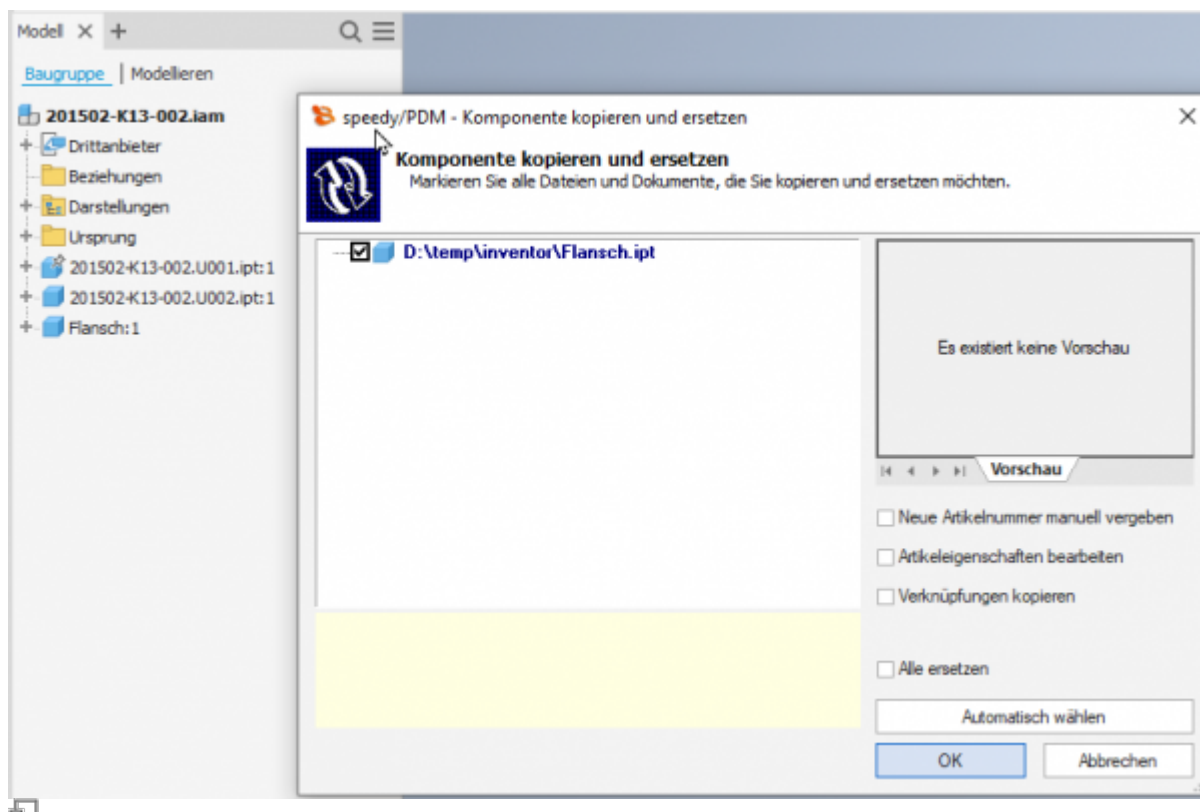 Modell
Baugruppe | Modellieren
201502-K13-002.iam
Drittanbieter
Beziehungen
Darstellungen
Ursprung
201502-K13-002.U001.ipt:1
201502-K13-002.U002.ipt:1
Flansch:1
speedy/PDM - Komponente kopieren und ersetzen
Komponente kopieren und ersetzen
Markieren Sie alle Dateien und Dokumente, die Sie kopieren und ersetzen möchten.
D:\temp\inventor\Flansch.ipt
Es existiert keine Vorschau
Vorschau
Neue Artikelnummer manuell vergeben
Artikeleigenschaften bearbeiten
Verknüpfungen kopieren
Alle ersetzen
Automatisch wählen
OK
Abbrechen